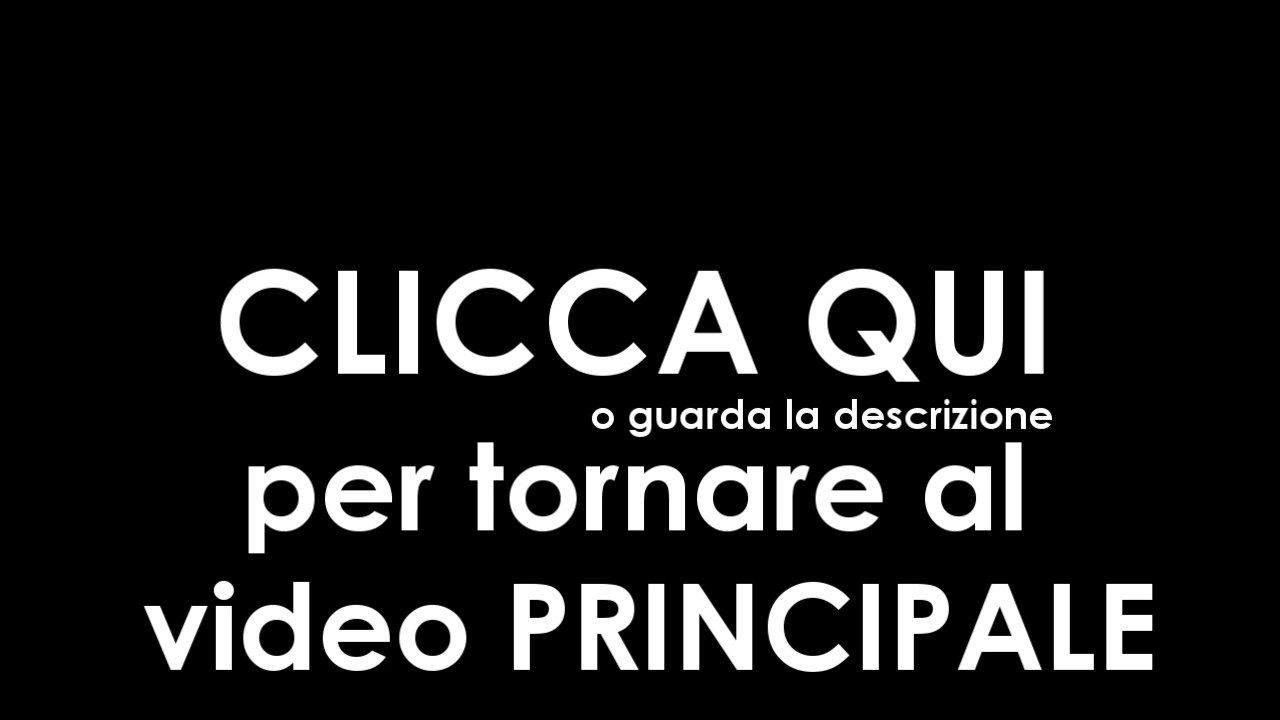 CLICCA QUI
o guarda la descrizione
per tornare al
video PRINCIPALE